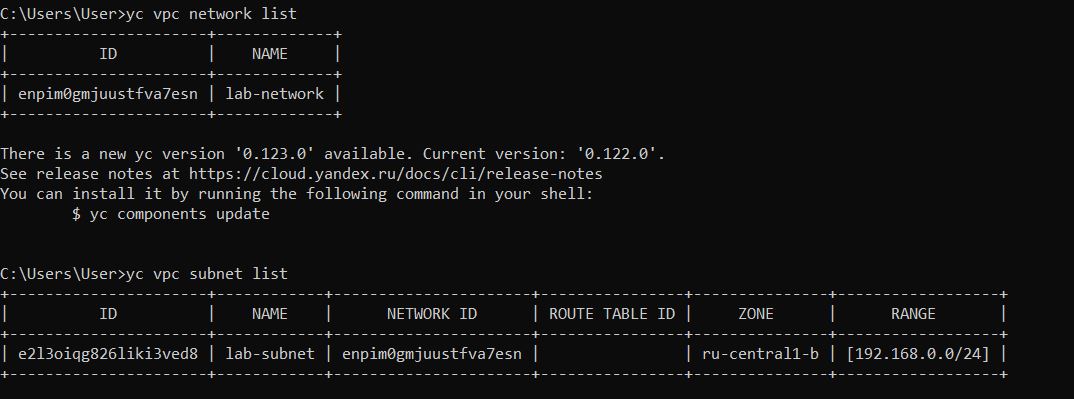 C:\Users\User>yc vpc network list
+----------------------+-------------+
|          ID          |    NAME     |
+----------------------+-------------+
| enpim0gmjuustfva7esn | lab-network |
+----------------------+-------------+
There is a new yc version '0.123.0' available. Current version: '0.122.0'.
See release notes at https://cloud.yandex.ru/docs/cli/release-notes
You can install it by running the following command in your shell:
        $ yc components update
C:\Users\User>yc vpc subnet list
+----------------------+------------+----------------------+----------------+---------------+------------------+
|          ID          |    NAME    |      NETWORK ID      | ROUTE TABLE ID |     ZONE      |      RANGE       |
+----------------------+------------+----------------------+----------------+---------------+------------------+
| e2l3oiqg826liki3ved8 | lab-subnet | enpim0gmjuustfva7esn |                | ru-central1-b | [192.168.0.0/24] |
+----------------------+------------+----------------------+----------------+---------------+------------------+